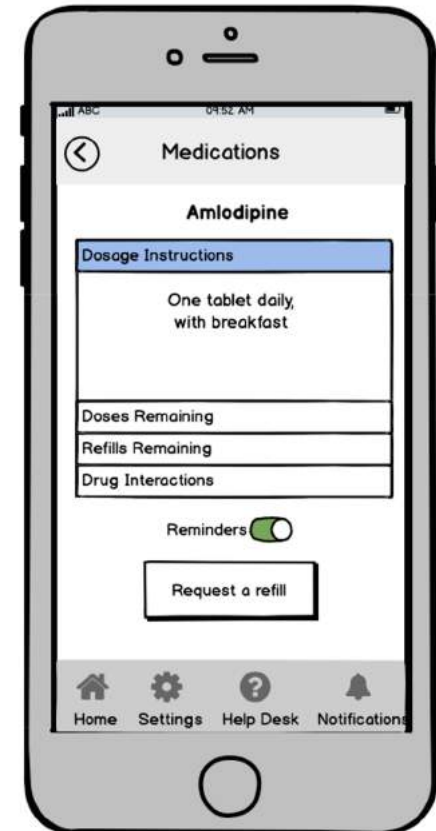 ABC 09:52 AM
Medications
Amlodipine
Dosage Instructions
One tablet daily,
with breakfast
Doses Remaining
Refills Remaining
Drug Interactions
Reminders
Request a refill
Home Settings Help Desk Notifications